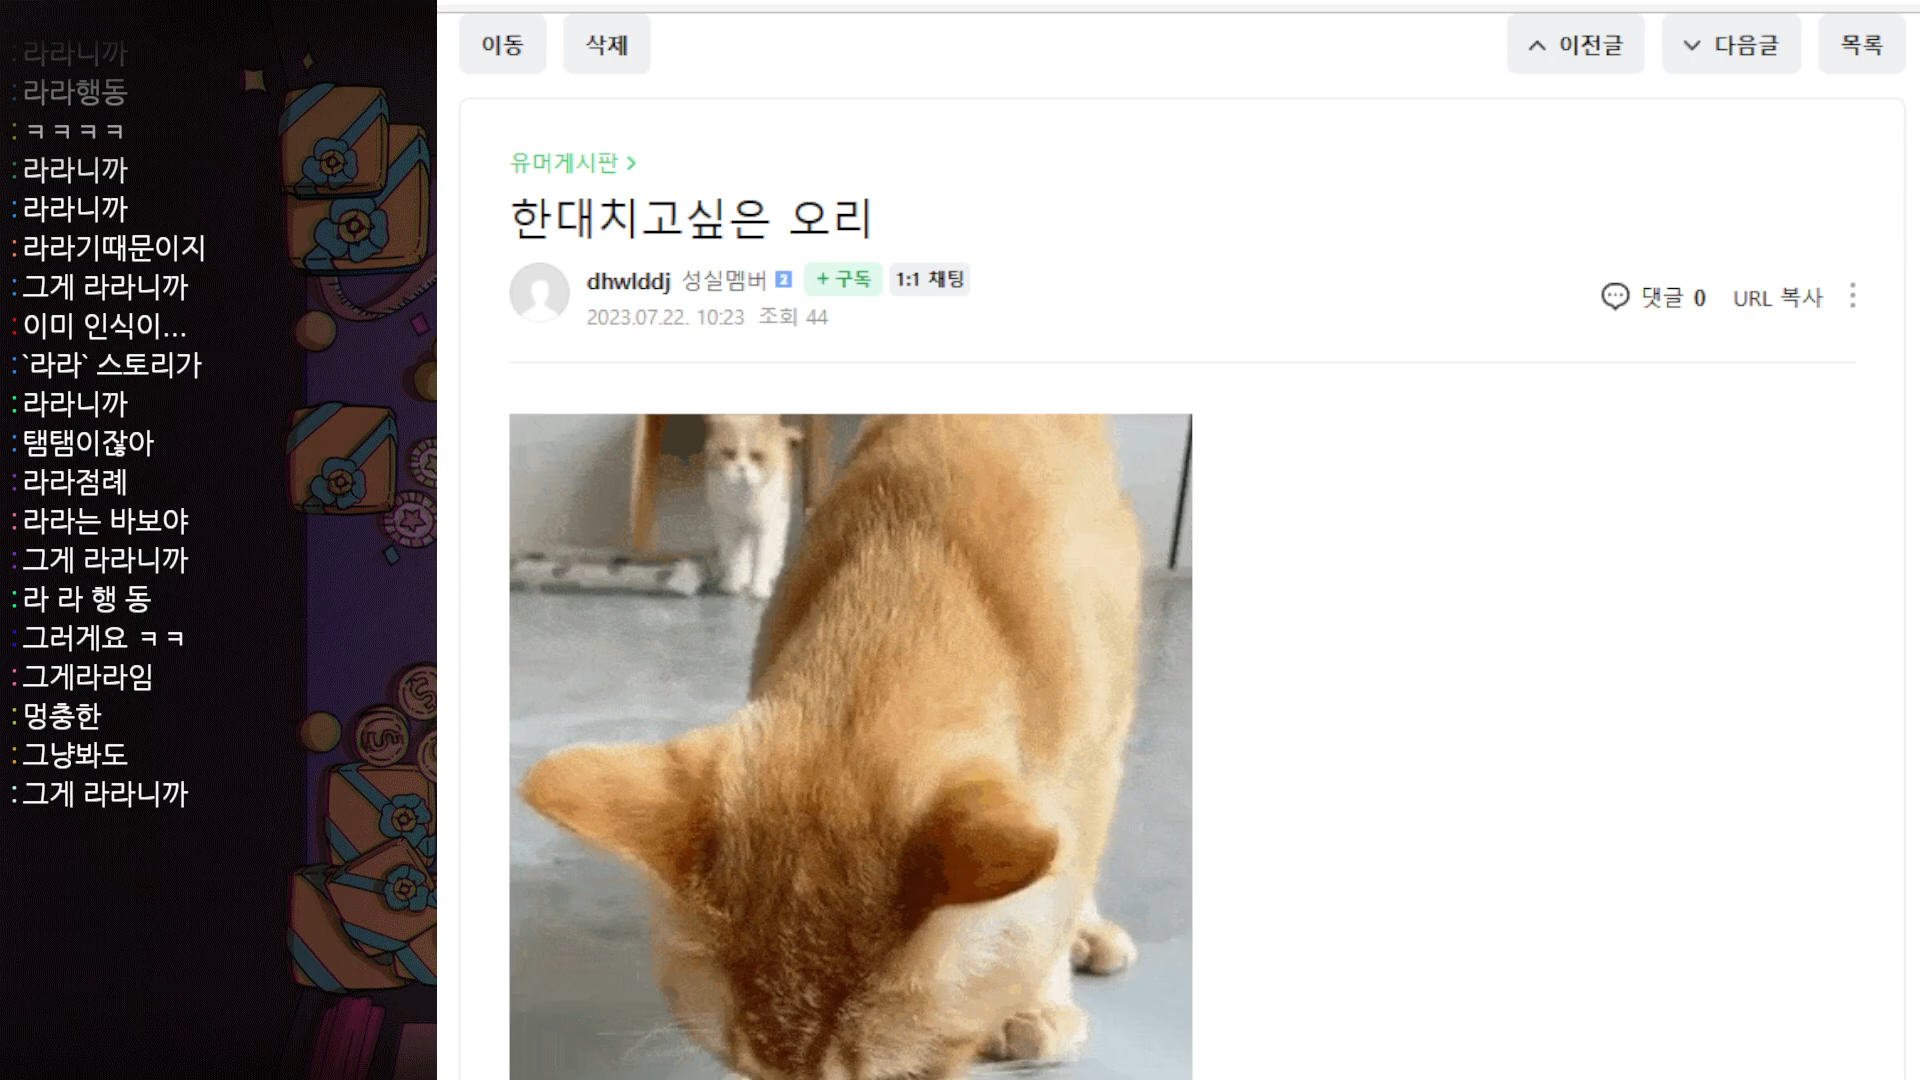 :라라니까
:라라행동
:ㅋㅋㅋㅋ
:라라니까
:라라니까
:라라기때문이지
:그게 라라니까
:이미 인식이...
:`라라` 스토리가
:라라니까
:탬탬이잖아
:라라점례
:라라는 바보야
:그게 라라니까
:라 라 행 동
:그러게요 ㅋㅋ
:그게라라임
:멍충한
:그냥봐도
:그게 라라니까
이동 삭제 이전글 다음글 목록
유머게시판 >
한대치고싶은 오리
dhwlddj 성실멤버 2 +구독 1:1 채팅
2023.07.22. 10:23 조회 44
댓글 0 URL 복사